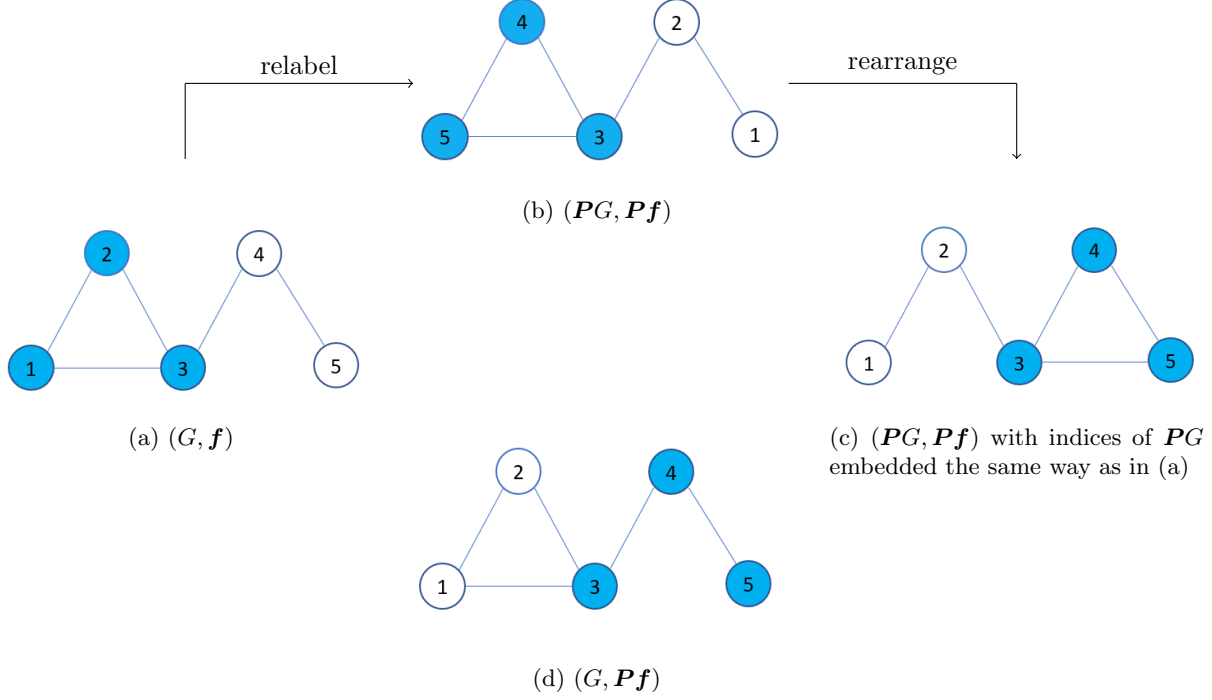 4
2
relabel
rearrange
5
3
1
(b) (PG, Pf)
2
4
2
4
1
3
5
1
3
5
(a) (G, f)
(c) (PG, Pf) with indices of PG
embedded the same way as in (a)
2
4
1
3
5
(d) (G, Pf)